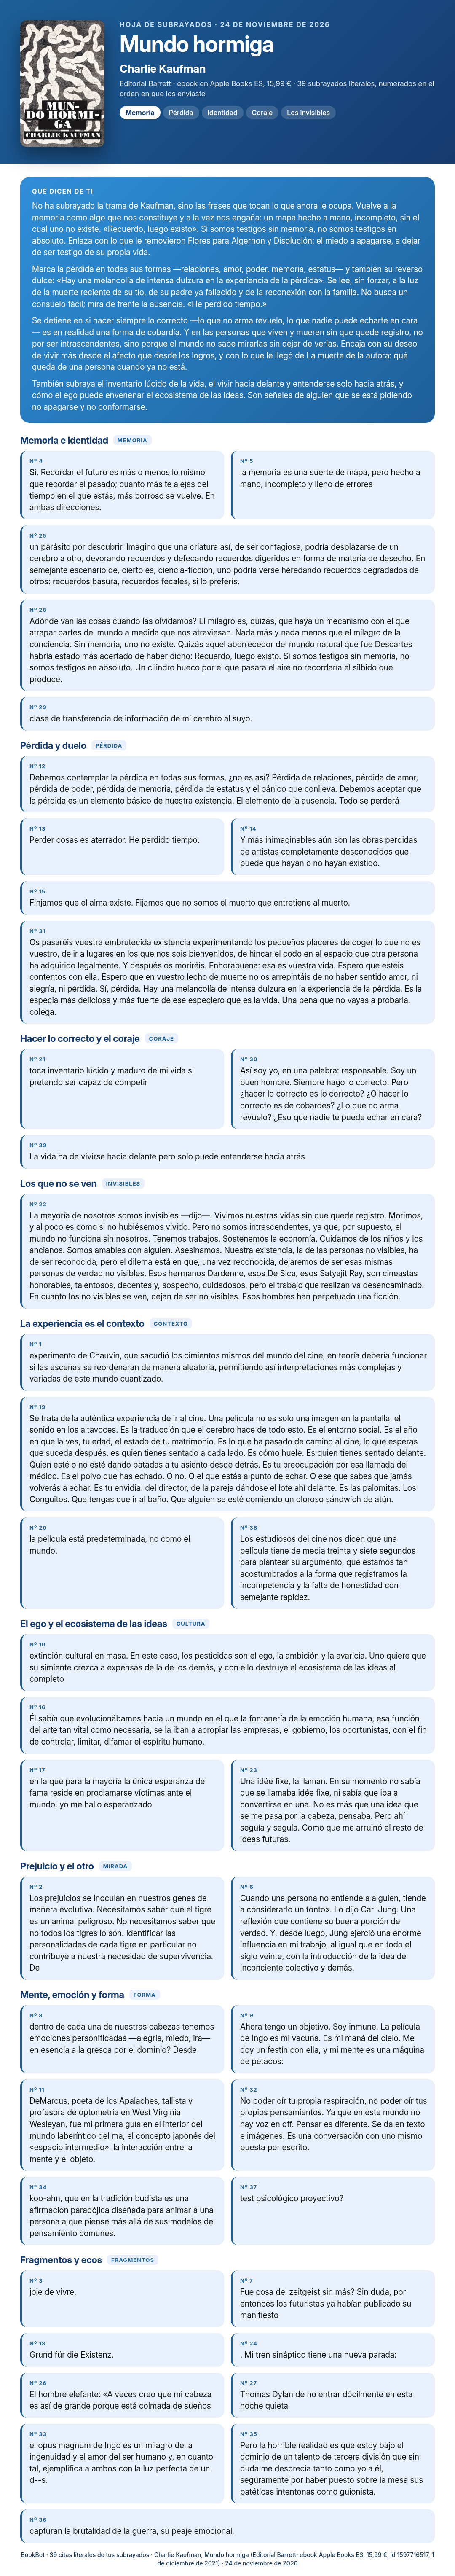 HOJA DE SUBRAYADOS · 24 DE NOVIEMBRE DE 2026
Mundo hormiga
Charlie Kaufman
Editorial Barrett · ebook en Apple Books ES, 15,99 € · 39 subrayados literales, numerados en el
orden en que los enviaste
Memoria Pérdida Identidad Coraje Los invisibles
MUN-
DO HORMI-
GA
CHARLIE KAUFMAN
QUÉ DICEN DE TI
No ha subrayado la trama de Kaufman, sino las frases que tocan lo que ahora le ocupa. Vuelve a la
memoria como algo que nos constituye y a la vez nos engaña: un mapa hecho a mano, incompleto, sin el
cual uno no existe. «Recuerdo, luego existo». Si somos testigos sin memoria, no somos testigos en
absoluto. Enlaza con lo que le removieron Flores para Algernon y Disolución: el miedo a apagarse, a dejar
de ser testigo de su propia vida.
Marca la pérdida en todas sus formas —relaciones, amor, poder, memoria, estatus— y también su reverso
dulce: «Hay una melancolía de intensa dulzura en la experiencia de la pérdida». Se lee, sin forzar, a la luz
de la muerte reciente de su tío, de su padre ya fallecido y de la reconexión con la familia. No busca un
consuelo fácil; mira de frente la ausencia. «He perdido tiempo.»
Se detiene en si hacer siempre lo correcto —lo que no arma revuelo, lo que nadie puede echarte en cara
— es en realidad una forma de cobardía. Y en las personas que viven y mueren sin que quede registro, no
por ser intrascendentes, sino porque el mundo no sabe mirarlas sin dejar de verlas. Encaja con su deseo
de vivir más desde el afecto que desde los logros, y con lo que le llegó de La muerte de la autora: qué
queda de una persona cuando ya no está.
También subraya el inventario lúcido de la vida, el vivir hacia delante y entenderse solo hacia atrás, y
cómo el ego puede envenenar el ecosistema de las ideas. Son señales de alguien que se está pidiendo
no apagarse y no conformarse.
Memoria e identidad MEMORIA
Nº 4
Sí. Recordar el futuro es más o menos lo mismo
que recordar el pasado; cuanto más te alejas del
tiempo en el que estás, más borroso se vuelve. En
ambas direcciones.
Nº 5
la memoria es una suerte de mapa, pero hecho a
mano, incompleto y lleno de errores
Nº 25
un parásito por descubrir. Imagino que una criatura así, de ser contagiosa, podría desplazarse de un
cerebro a otro, devorando recuerdos y defecando recuerdos digeridos en forma de materia de desecho. En
semejante escenario de, cierto es, ciencia-ficción, uno podría verse heredando recuerdos degradados de
otros: recuerdos basura, recuerdos fecales, si lo preferís.
Nº 28
Adónde van las cosas cuando las olvidamos? El milagro es, quizás, que haya un mecanismo con el que
atrapar partes del mundo a medida que nos atraviesan. Nada más y nada menos que el milagro de la
conciencia. Sin memoria, uno no existe. Quizás aquel aborrecedor del mundo natural que fue Descartes
habría estado más acertado de haber dicho: Recuerdo, luego existo. Si somos testigos sin memoria, no
somos testigos en absoluto. Un cilindro hueco por el que pasara el aire no recordaría el silbido que
produce.
Nº 29
clase de transferencia de información de mi cerebro al suyo.
Pérdida y duelo PÉRDIDA
Nº 12
Debemos contemplar la pérdida en todas sus formas, ¿no es así? Pérdida de relaciones, pérdida de amor,
pérdida de poder, pérdida de memoria, pérdida de estatus y el pánico que conlleva. Debemos aceptar que
la pérdida es un elemento básico de nuestra existencia. El elemento de la ausencia. Todo se perderá
Nº 13
Perder cosas es aterrador. He perdido tiempo.
Nº 14
Y más inimaginables aún son las obras perdidas
de artistas completamente desconocidos que
puede que hayan o no hayan existido.
Nº 15
Finjamos que el alma existe. Fijamos que no somos el muerto que entretiene al muerto.
Nº 31
Os pasaréis vuestra embrutecida existencia experimentando los pequeños placeres de coger lo que no es
vuestro, de ir a lugares en los que nos sois bienvenidos, de hincar el codo en el espacio que otra persona
ha adquirido legalmente. Y después os moriréis. Enhorabuena: esa es vuestra vida. Espero que estéis
contentos con ella. Espero que en vuestro lecho de muerte no os arrepintáis de no haber sentido amor, ni
alegría, ni pérdida. Sí, pérdida. Hay una melancolía de intensa dulzura en la experiencia de la pérdida. Es la
especia más deliciosa y más fuerte de ese especiero que es la vida. Una pena que no vayas a probarla,
colega.
Hacer lo correcto y el coraje CORAJE
Nº 21
toca inventario lúcido y maduro de mi vida si
pretendo ser capaz de competir
Nº 30
Así soy yo, en una palabra: responsable. Soy un
buen hombre. Siempre hago lo correcto. Pero
¿hacer lo correcto es lo correcto? ¿O hacer lo
correcto es de cobardes? ¿Lo que no arma
revuelo? ¿Eso que nadie te puede echar en cara?
Nº 39
La vida ha de vivirse hacia delante pero solo puede entenderse hacia atrás
Los que no se ven INVISIBLES
Nº 22
La mayoría de nosotros somos invisibles —dijo—. Vivimos nuestras vidas sin que quede registro. Morimos,
y al poco es como si no hubiésemos vivido. Pero no somos intrascendentes, ya que, por supuesto, el
mundo no funciona sin nosotros. Tenemos trabajos. Sostenemos la economía. Cuidamos de los niños y los
ancianos. Somos amables con alguien. Asesinamos. Nuestra existencia, la de las personas no visibles, ha
de ser reconocida, pero el dilema está en que, una vez reconocida, dejaremos de ser esas mismas
personas de verdad no visibles. Esos hermanos Dardenne, esos De Sica, esos Satyajit Ray, son cineastas
honorables, talentosos, decentes y, sospecho, cuidadosos, pero el trabajo que realizan va desencaminado.
En cuanto los no visibles se ven, dejan de ser no visibles. Esos hombres han perpetuado una ficción.
La experiencia es el contexto CONTEXTO
Nº 1
experimento de Chauvin, que sacudió los cimientos mismos del mundo del cine, en teoría debería funcionar
si las escenas se reordenaran de manera aleatoria, permitiendo así interpretaciones más complejas y
variadas de este mundo cuantizado.
Nº 19
Se trata de la auténtica experiencia de ir al cine. Una película no es solo una imagen en la pantalla, el
sonido en los altavoces. Es la traducción que el cerebro hace de todo esto. Es el entorno social. Es el año
en que la ves, tu edad, el estado de tu matrimonio. Es lo que ha pasado de camino al cine, lo que esperas
que suceda después, es quien tienes sentado a cada lado. Es cómo huele. Es quien tienes sentado delante.
Quien esté o no esté dando patadas a tu asiento desde detrás. Es tu preocupación por esa llamada del
médico. Es el polvo que has echado. O no. O el que estás a punto de echar. O ese que sabes que jamás
volverás a echar. Es tu envidia: del director, de la pareja dándose el lote ahí delante. Es las palomitas. Los
Conguitos. Que tengas que ir al baño. Que alguien se esté comiendo un oloroso sándwich de atún.
Nº 20
la película está predeterminada, no como el
mundo.
Nº 38
Los estudiosos del cine nos dicen que una
película tiene de media treinta y siete segundos
para plantear su argumento, que estamos tan
acostumbrados a la forma que registramos la
incompetencia y la falta de honestidad con
semejante rapidez.
El ego y el ecosistema de las ideas CULTURA
Nº 10
extinción cultural en masa. En este caso, los pesticidas son el ego, la ambición y la avaricia. Uno quiere que
su simiente crezca a expensas de la de los demás, y con ello destruye el ecosistema de las ideas al
completo
Nº 16
Él sabía que evolucionábamos hacia un mundo en el que la fontanería de la emoción humana, esa función
del arte tan vital como necesaria, se la iban a apropiar las empresas, el gobierno, los oportunistas, con el fin
de controlar, limitar, difamar el espíritu humano.
Nº 17
en la que para la mayoría la única esperanza de
fama reside en proclamarse víctimas ante el
mundo, yo me hallo esperanzado
Nº 23
Una idée fixe, la llaman. En su momento no sabía
que se llamaba idée fixe, ni sabía que iba a
convertirse en una. No es más que una idea que
se me pasa por la cabeza, pensaba. Pero ahí
seguía y seguía. Como que me arruinó el resto de
ideas futuras.
Prejuicio y el otro MIRADA
Nº 2
Los prejuicios se inoculan en nuestros genes de
manera evolutiva. Necesitamos saber que el tigre
es un animal peligroso. No necesitamos saber que
no todos los tigres lo son. Identificar las
personalidades de cada tigre en particular no
contribuye a nuestra necesidad de supervivencia.
De
Nº 6
Cuando una persona no entiende a alguien, tiende
a considerarlo un tonto». Lo dijo Carl Jung. Una
reflexión que contiene su buena porción de
verdad. Y, desde luego, Jung ejerció una enorme
influencia en mi trabajo, al igual que en todo el
siglo veinte, con la introducción de la idea de
inconciente colectivo y demás.
Mente, emoción y forma FORMA
Nº 8
dentro de cada una de nuestras cabezas tenemos
emociones personificadas —alegría, miedo, ira—
en esencia a la gresca por el dominio? Desde
Nº 9
Ahora tengo un objetivo. Soy inmune. La película
de Ingo es mi vacuna. Es mi maná del cielo. Me
doy un festín con ella, y mi mente es una máquina
de petacos:
Nº 11
DeMarcus, poeta de los Apalaches, tallista y
profesora de optometría en West Virginia
Wesleyan, fue mi primera guía en el interior del
mundo laberíntico del ma, el concepto japonés del
«espacio intermedio», la interacción entre la
mente y el objeto.
Nº 32
No poder oír tu propia respiración, no poder oír tus
propios pensamientos. Ya que en este mundo no
hay voz en off. Pensar es diferente. Se da en texto
e imágenes. Es una conversación con uno mismo
puesta por escrito.
Nº 34
koo-ahn, que en la tradición budista es una
afirmación paradójica diseñada para animar a una
persona a que piense más allá de sus modelos de
pensamiento comunes.
Nº 37
test psicológico proyectivo?
Fragmentos y ecos FRAGMENTOS
Nº 3
joie de vivre.
Nº 7
Fue cosa del zeitgeist sin más? Sin duda, por
entonces los futuristas ya habían publicado su
manifiesto
Nº 18
Grund für die Existenz.
Nº 24
. Mi tren sináptico tiene una nueva parada:
Nº 26
El hombre elefante: «A veces creo que mi cabeza
es así de grande porque está colmada de sueños
Nº 27
Thomas Dylan de no entrar dócilmente en esta
noche quieta
Nº 33
el opus magnum de Ingo es un milagro de la
ingenuidad y el amor del ser humano y, en cuanto
tal, ejemplifica a ambos con la luz perfecta de un
d--s.
Nº 35
Pero la horrible realidad es que estoy bajo el
dominio de un talento de tercera división que sin
duda me desprecia tanto como yo a él,
seguramente por haber puesto sobre la mesa sus
patéticas intentonas como guionista.
Nº 36
capturan la brutalidad de la guerra, su peaje emocional,
BookBot · 39 citas literales de tus subrayados · Charlie Kaufman, Mundo hormiga (Editorial Barrett; ebook Apple Books ES, 15,99 €, id 1597716517, 1
de diciembre de 2021) · 24 de noviembre de 2026